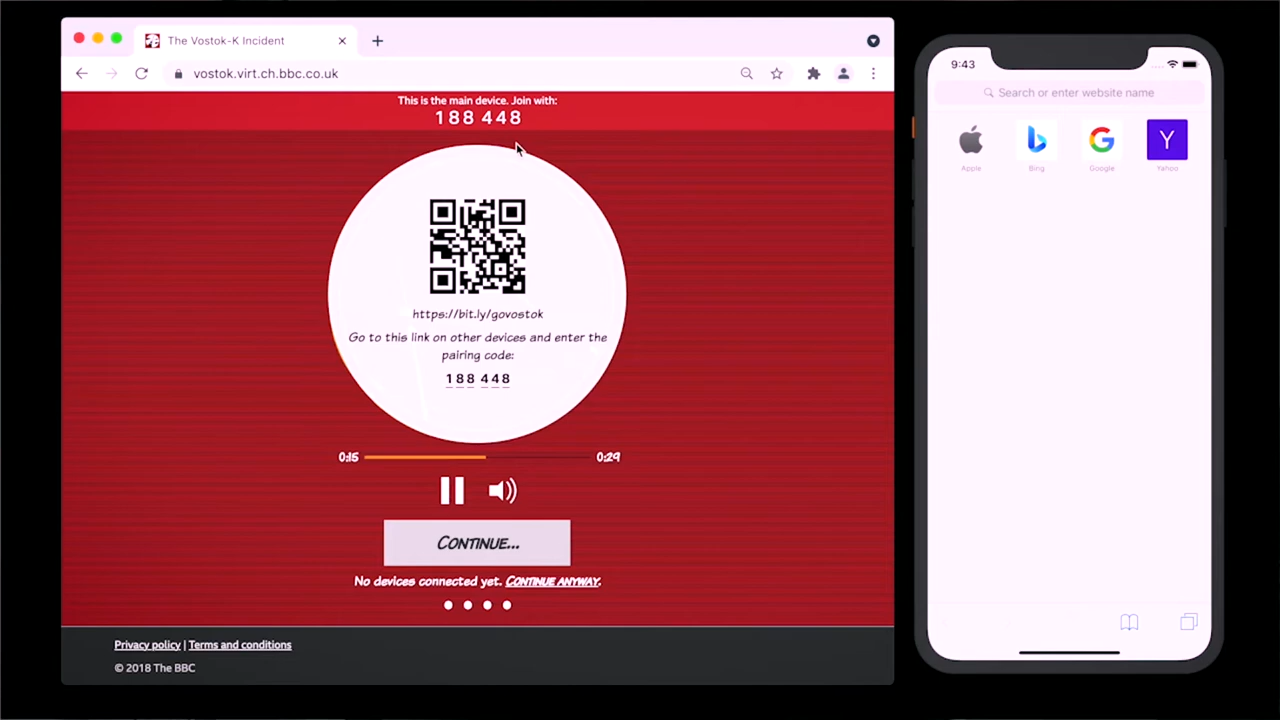 The Vostok-K Incident
vostok.virt.ch.bbc.co.uk
This is the main device. Join with:
188 448
https://bit.ly/govostok
Go to this link on other devices and enter the
pairing code:
188 448
0:15
0:29
CONTINUE...
No devices connected yet. CONTINUE ANYWAY.
Privacy policy | Terms and conditions
© 2018 The BBC
9:43
Search or enter website name
G
Y
Apple
Bing
Google
Yahoo